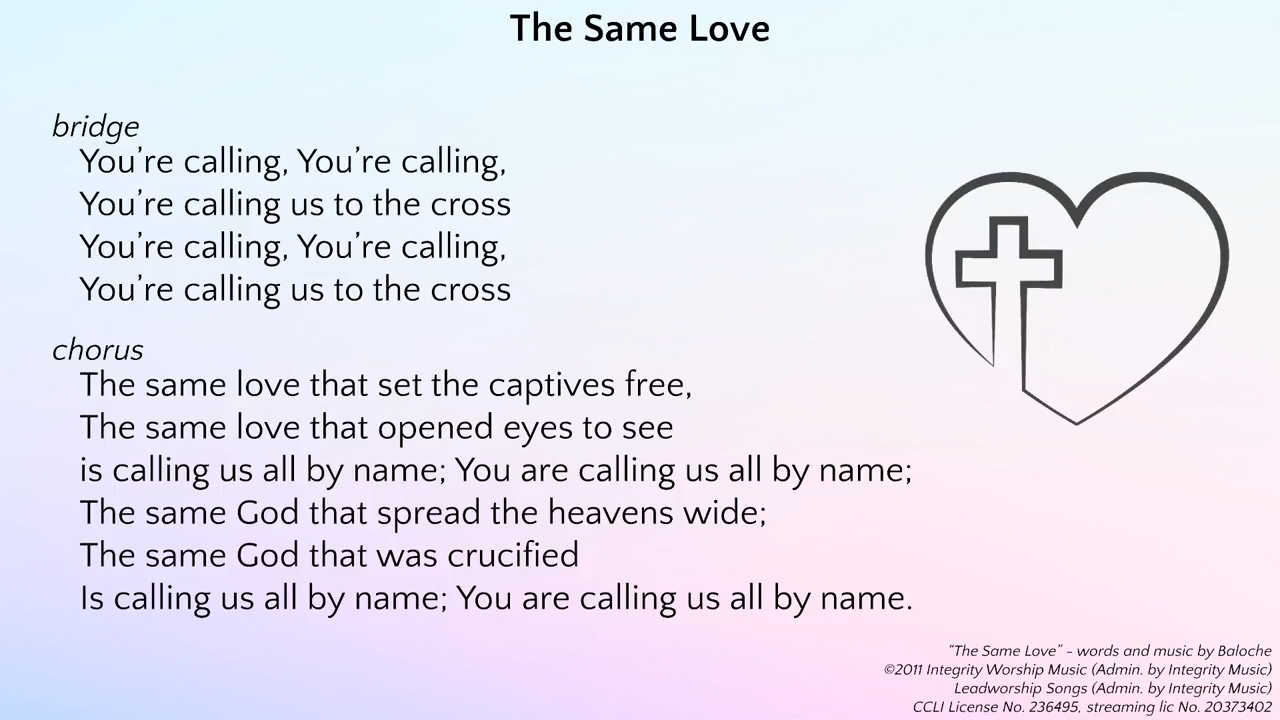 The Same Love
bridge
You’re calling, You’re calling,
You’re calling us to the cross
You’re calling, You’re calling,
You’re calling us to the cross
chorus
The same love that set the captives free,
The same love that opened eyes to see
is calling us all by name; You are calling us all by name;
The same God that spread the heavens wide;
The same God that was crucified
Is calling us all by name; You are calling us all by name.
“The Same Love” - words and music by Baloche
©2011 Integrity Worship Music (Admin. by Integrity Music)
Leadworship Songs (Admin. by Integrity Music)
CCLI License No. 236495, streaming lic No. 20373402